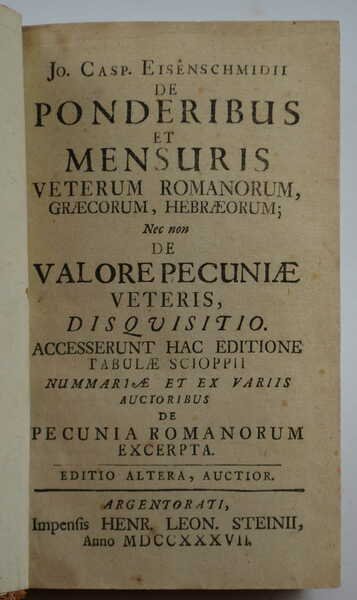 JO. CASP. EISENSCHMIDII
DE
PONDERIBUS
ET
MENSURIS
VETERUM ROMANORUM,
GRÆCORUM, HEBRÆORUM;
Nec non
DE
VALORE PECUNIÆ
VETERIS,
DISQVISITIO.
ACCESSERUNT HAC EDITIONE
TABULÆ SCIOPPII
NUMMARIÆ ET EX VARIIS
AUCTORIBUS
DE
PECUNIA ROMANORUM
EXCERPTA.
EDITIO ALTERA, AUCTIOR.
ARGENTORATI,
Impensis HENR. LEON. STEINII,
Anno MDCCXXXVII.